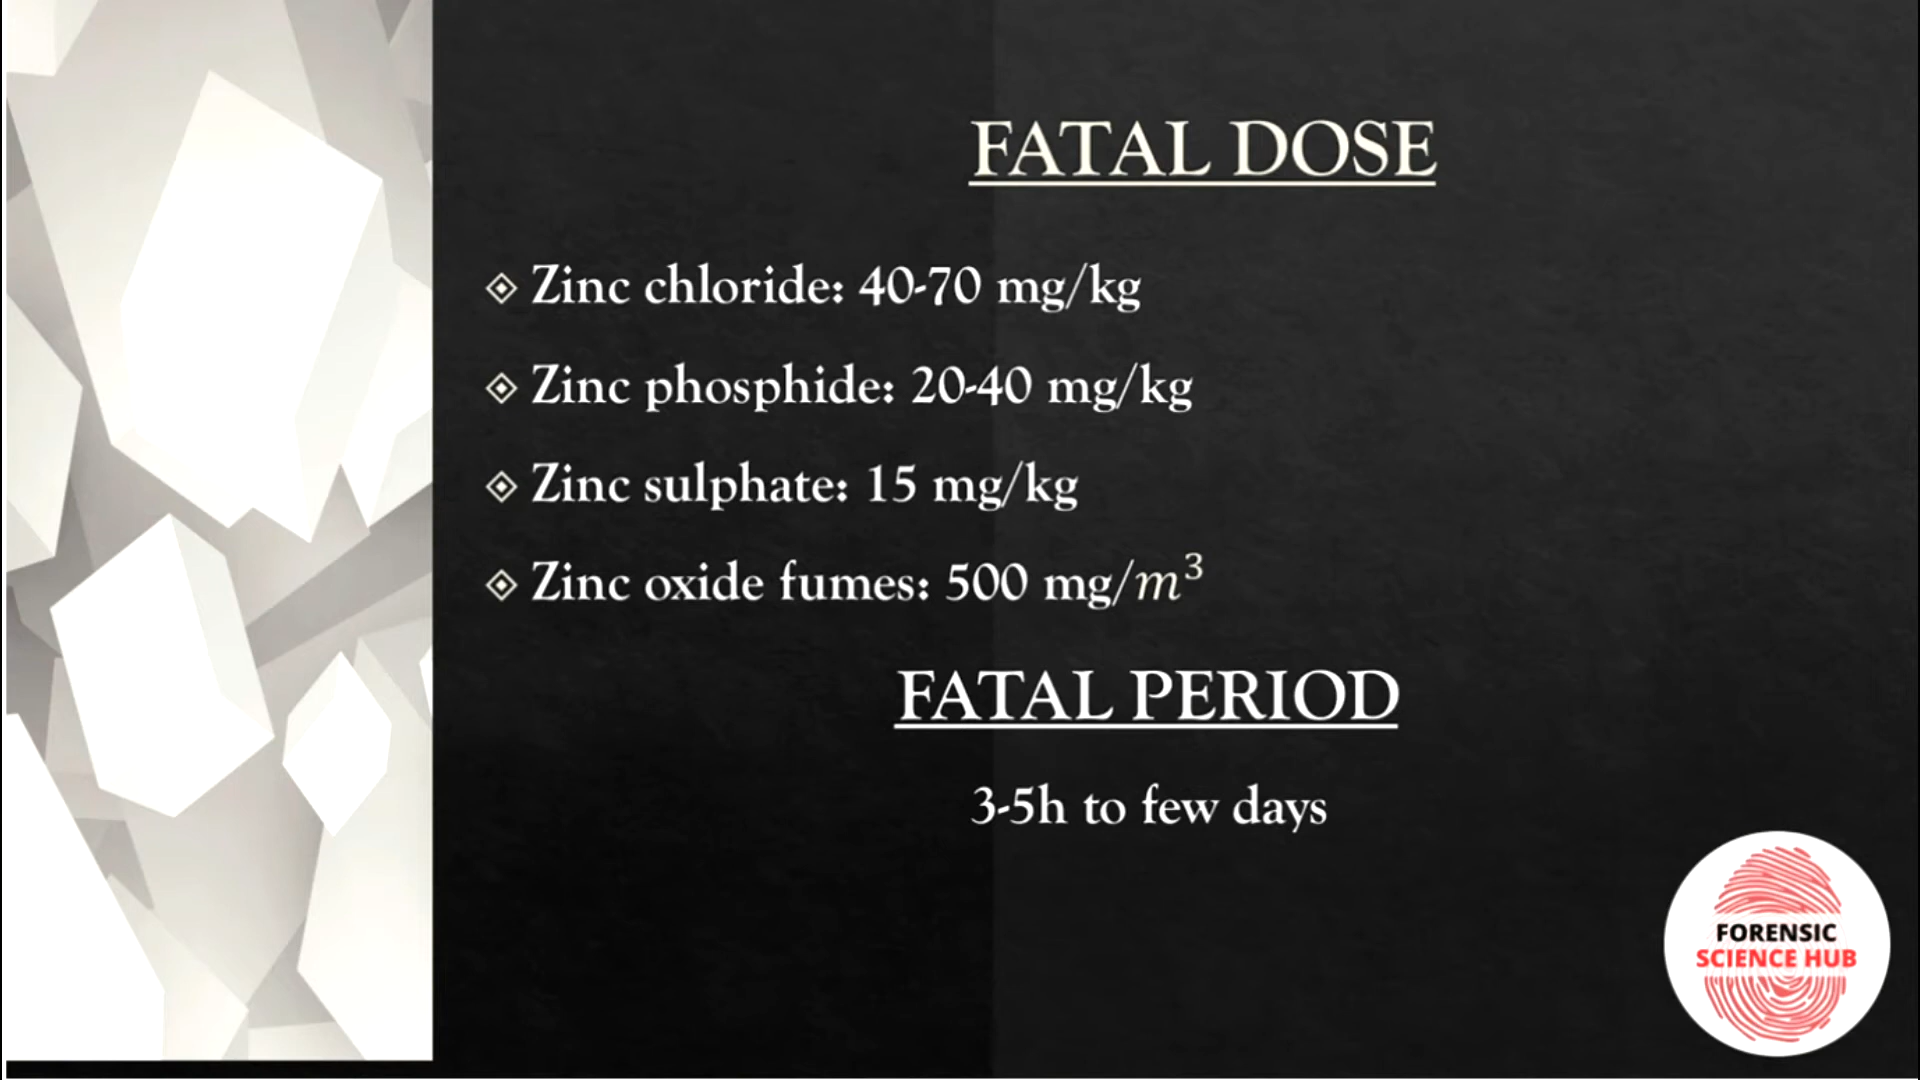 FATAL DOSE
Zinc chloride: 40-70 mg/kg
Zinc phosphide: 20-40 mg/kg
Zinc sulphate: 15 mg/kg
Zinc oxide fumes: 500 mg/m³
FATAL PERIOD
3-5h to few days
FORENSIC
SCIENCE HUB